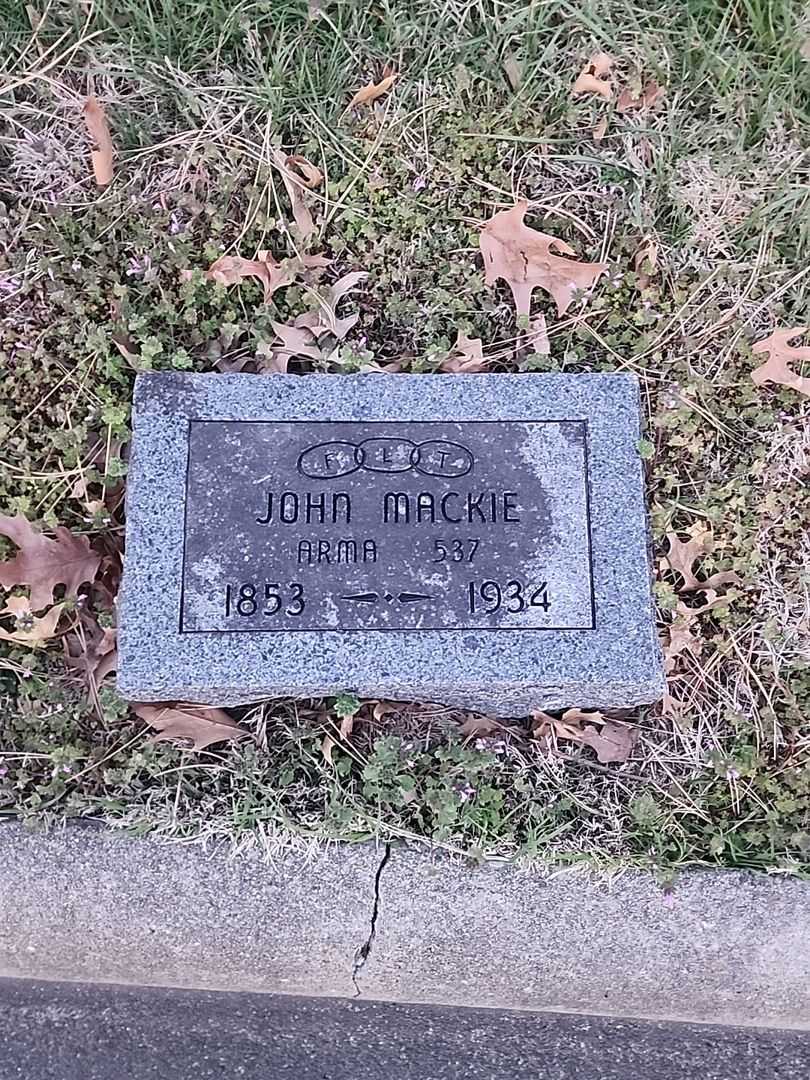 F L T
JOHN MACKIE
ARMA 537
1853 1934